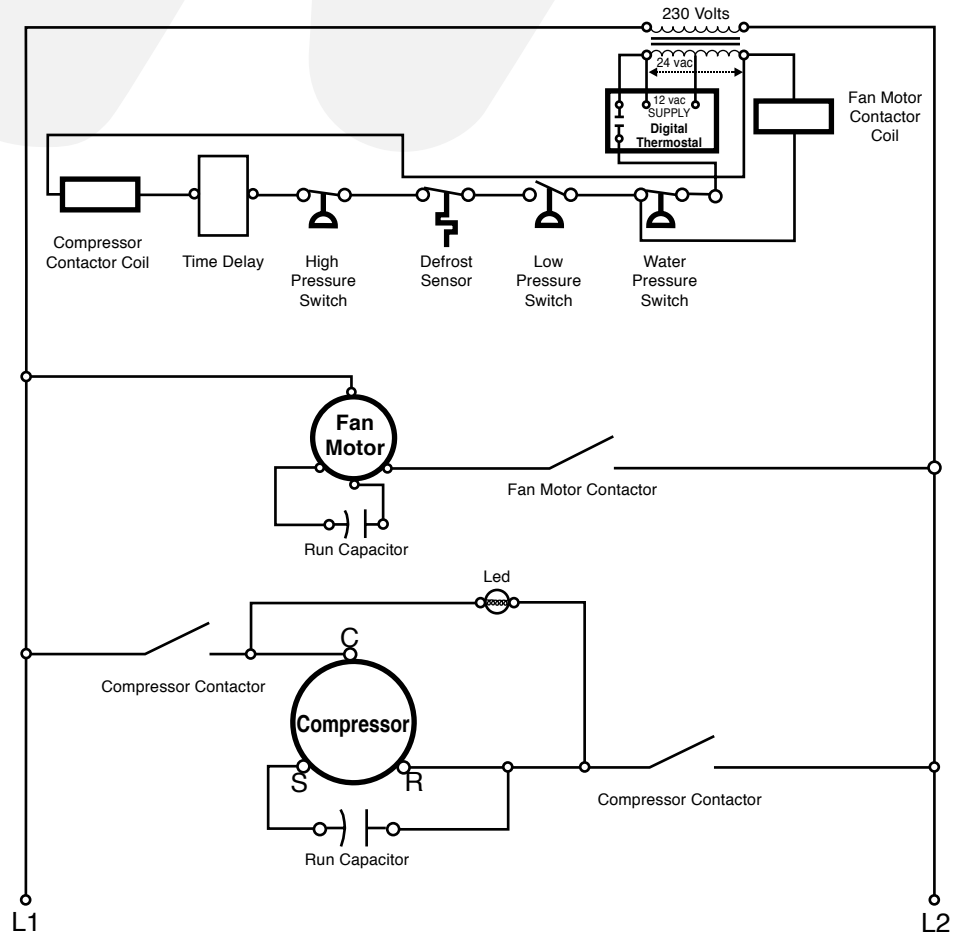 230 Volts
24 vac
12 vac
SUPPLY
Digital
Thermostal
Fan Motor
Contactor
Coil
Compressor
Contactor Coil
Time Delay
High
Pressure
Switch
Defrost
Sensor
Low
Pressure
Switch
Water
Pressure
Switch
Fan
Motor
Fan Motor Contactor
Run Capacitor
Led
C
Compressor Contactor
Compressor
S
R
Compressor Contactor
Run Capacitor
L1
L2